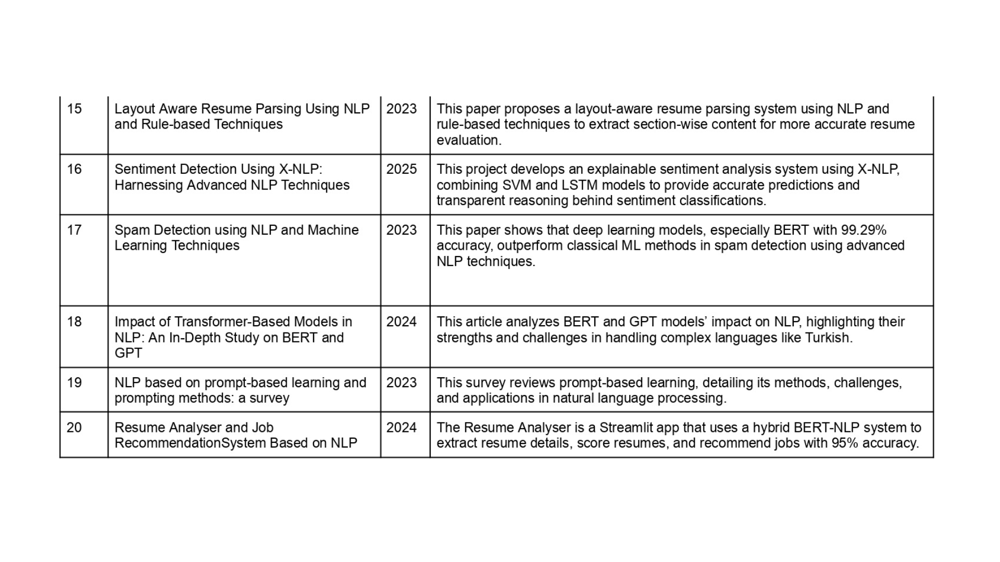 15
Layout Aware Resume Parsing Using NLP
and Rule-based Techniques
2023
This paper proposes a layout-aware resume parsing system using NLP and
rule-based techniques to extract section-wise content for more accurate resume
evaluation.
16
Sentiment Detection Using X-NLP:
Harnessing Advanced NLP Techniques
2025
This project develops an explainable sentiment analysis system using X-NLP,
combining SVM and LSTM models to provide accurate predictions and
transparent reasoning behind sentiment classifications.
17
Spam Detection using NLP and Machine
Learning Techniques
2023
This paper shows that deep learning models, especially BERT with 99.29%
accuracy, outperform classical ML methods in spam detection using advanced
NLP techniques.
18
Impact of Transformer-Based Models in
NLP: An In-Depth Study on BERT and
GPT
2024
This article analyzes BERT and GPT models’ impact on NLP, highlighting their
strengths and challenges in handling complex languages like Turkish.
19
NLP based on prompt-based learning and
prompting methods: a survey
2023
This survey reviews prompt-based learning, detailing its methods, challenges,
and applications in natural language processing.
20
Resume Analyser and Job
RecommendationSystem Based on NLP
2024
The Resume Analyser is a Streamlit app that uses a hybrid BERT-NLP system to
extract resume details, score resumes, and recommend jobs with 95% accuracy.